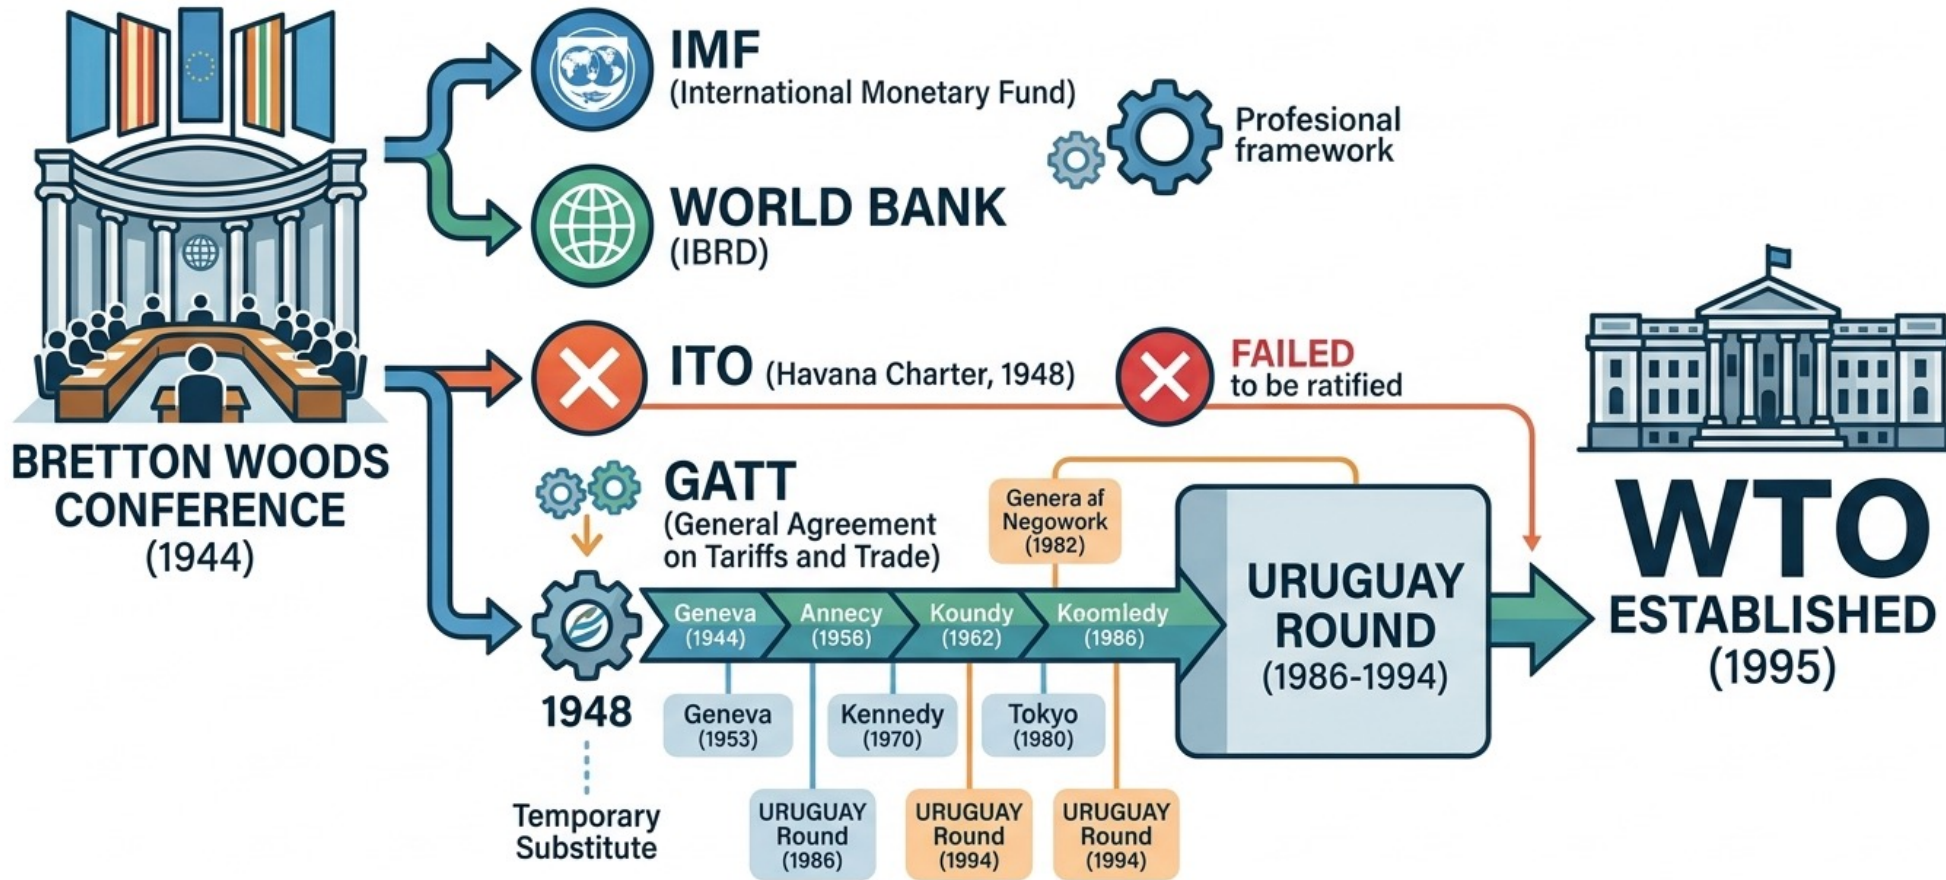 IMF
(International Monetary Fund)
Profesional
framework
WORLD BANK
(IBRD)
ITO (Havana Charter, 1948)
FAILED
to be ratified
BRETTON WOODS
CONFERENCE
(1944)
GATT
(General Agreement
on Tariffs and Trade)
Genera af
Negowork
(1982)
Geneva
(1944)
Annecy
(1956)
Koundy
(1962)
Koomledy
(1986)
URUGUAY
ROUND
(1986-1994)
WTO
ESTABLISHED
(1995)
1948
Temporary
Substitute
Geneva
(1953)
Kennedy
(1970)
Tokyo
(1980)
URUGUAY
Round
(1986)
URUGUAY
Round
(1994)
URUGUAY
Round
(1994)